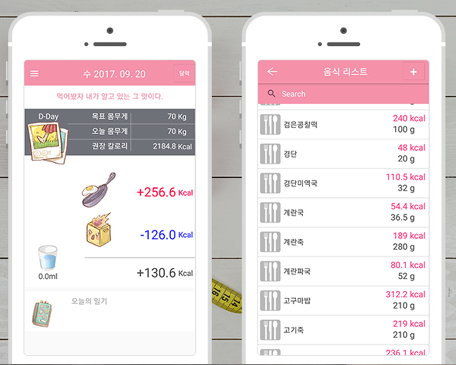 수 2017. 09. 20
달력
먹어봤자 내가 알고 있는 그 맛이다.
D-Day
목표 몸무게 70 Kg
오늘 몸무게 70 Kg
권장 칼로리 2184.8 Kcal
+256.6 Kcal
-126.0 Kcal
0.0ml
+130.6 Kcal
오늘의 일기
음식 리스트
+
Search
검은콩찰떡
240 kcal
100 g
경단
48 kcal
20 g
경단미역국
110.5 kcal
32 g
계란국
54.4 kcal
36.5 g
계란죽
189 kcal
280 g
계란파국
80.1 kcal
52 g
고구마밥
312.2 kcal
210 g
고기죽
219 kcal
210 g
236.1 kcal
15
14